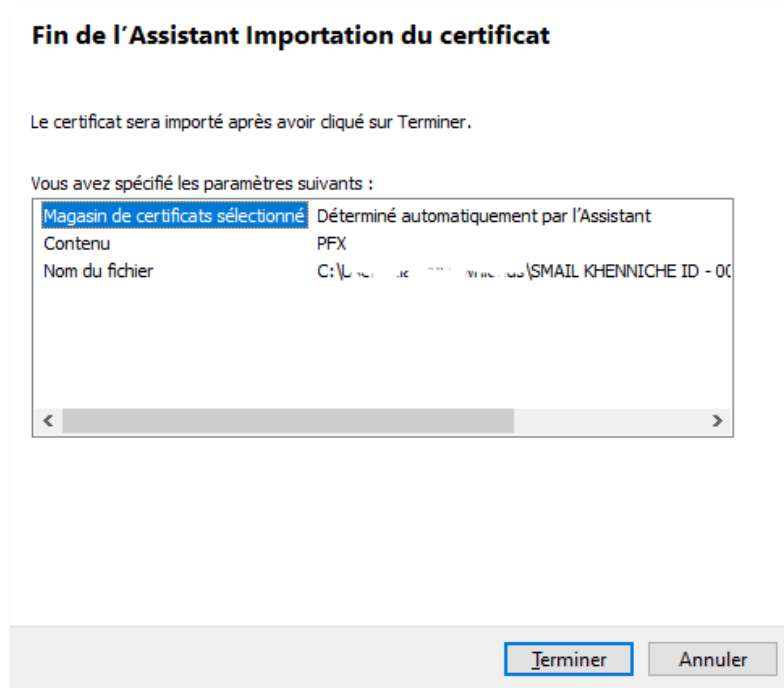 Fin de l'Assistant Importation du certificat
Le certificat sera importé après avoir cliqué sur Terminer.
Vous avez spécifié les paramètres suivants :
Magasin de certificats sélectionné Déterminé automatiquement par l'Assistant
Contenu PFX
Nom du fichier C:\ \SMAIL KHENNICHE ID - 00
Terminer Annuler